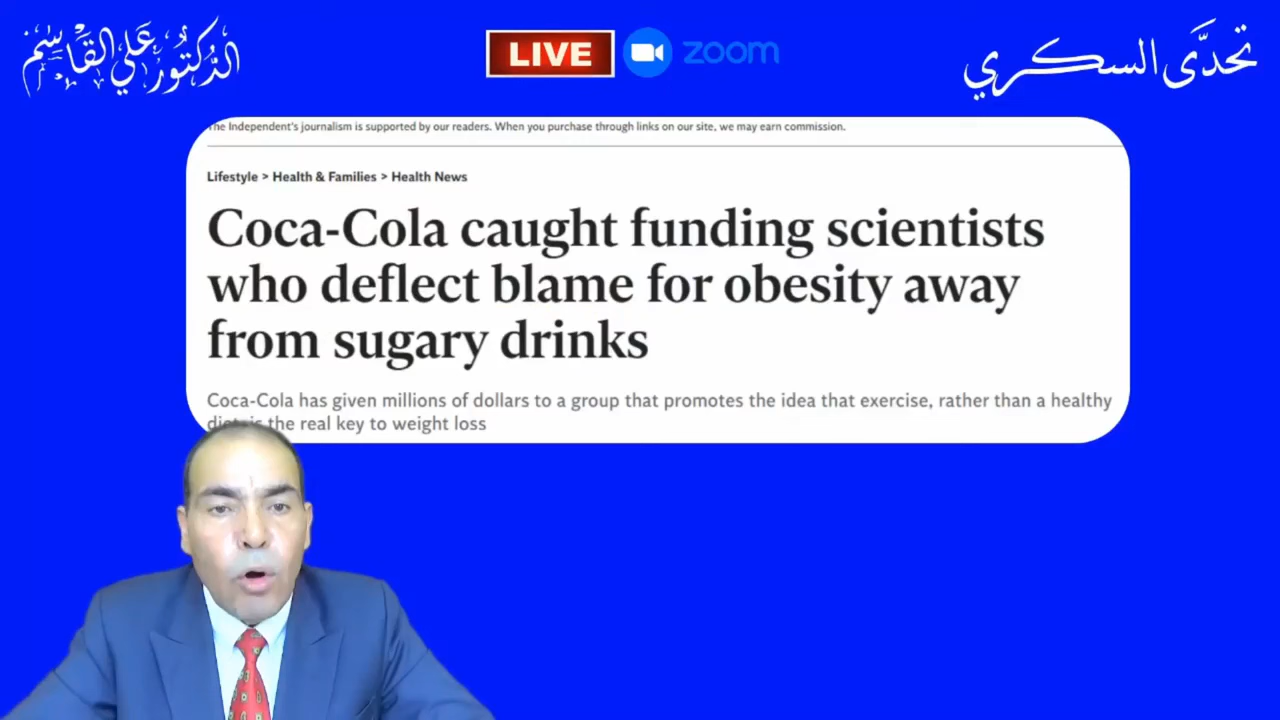 الدكتور علي القاسم
LIVE
zoom
تحدَّى السكري
The Independent's journalism is supported by our readers. When you purchase through links on our site, we may earn commission.
Lifestyle > Health & Families > Health News
Coca-Cola caught funding scientists
who deflect blame for obesity away
from sugary drinks
Coca-Cola has given millions of dollars to a group that promotes the idea that exercise, rather than a healthy
diet, is the real key to weight loss